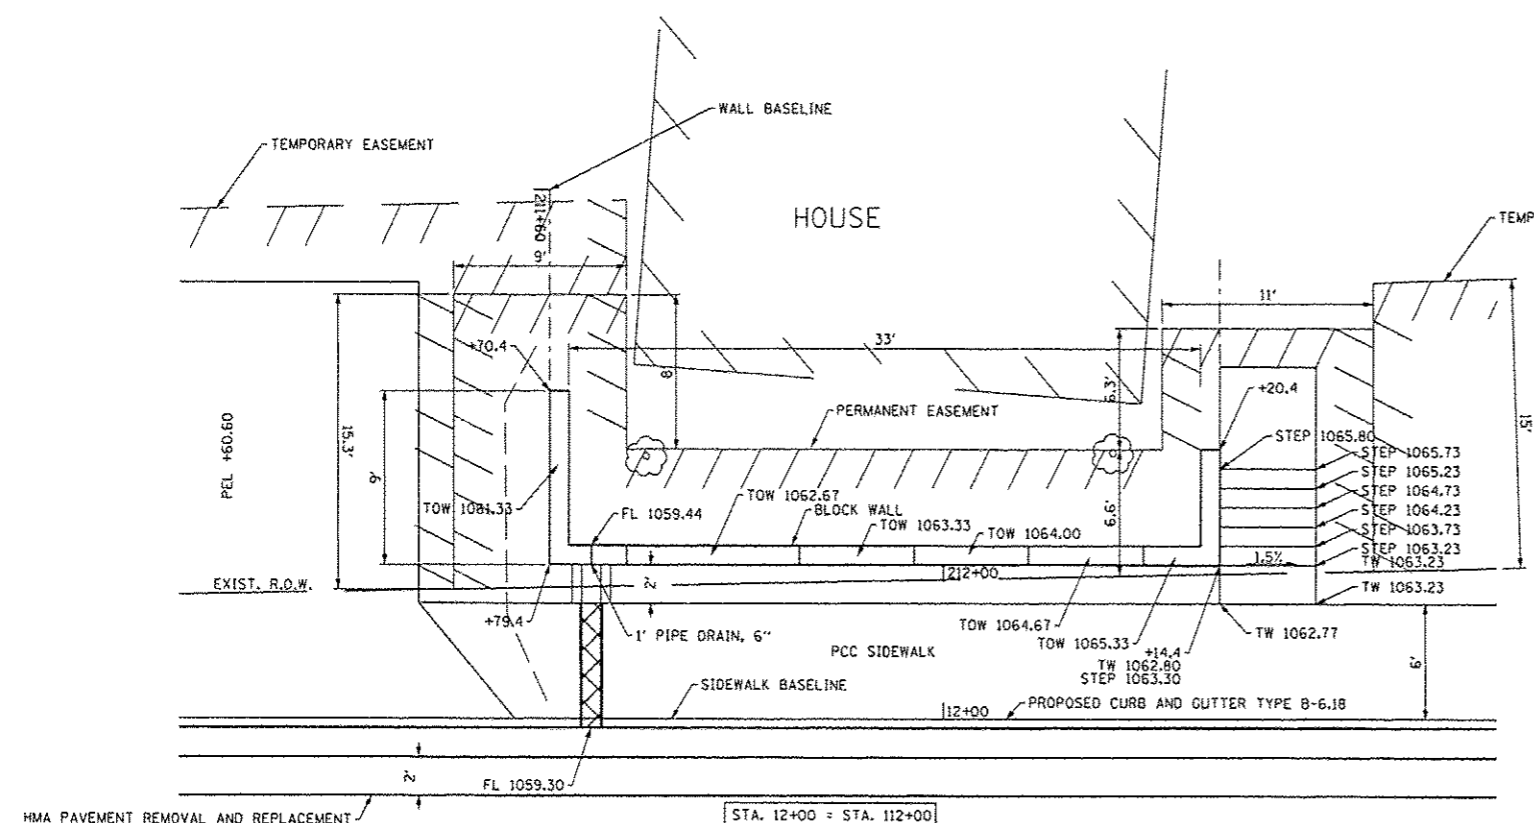 WALL BASELINE
TEMPORARY EASEMENT
211+60
9'
HOUSE
TEMP
11'
33'
+70.4
8'
6.3'
+20.4
PERMANENT EASEMENT
15.3'
15'
PEL +60.60
STEP 1065.80
STEP 1065.73
STEP 1065.23
STEP 1064.73
STEP 1064.23
STEP 1063.73
STEP 1063.23
TW 1063.23
TW 1063.23
9'
TOW 1061.33
TOW 1062.67
FL 1059.44
BLOCK WALL
TOW 1063.33
TOW 1064.00
6.6'
1.5%
EXIST. R.O.W.
2'
212+00
+79.4
1' PIPE DRAIN, 6"
TOW 1064.67
TOW 1065.33
+14.4
TW 1062.80
STEP 1063.30
TW 1062.77
PCC SIDEWALK
6'
SIDEWALK BASELINE
12+00
PROPOSED CURB AND GUTTER TYPE B-6.18
2'
FL 1059.30
HMA PAVEMENT REMOVAL AND REPLACEMENT
STA. 12+00 = STA. 112+00